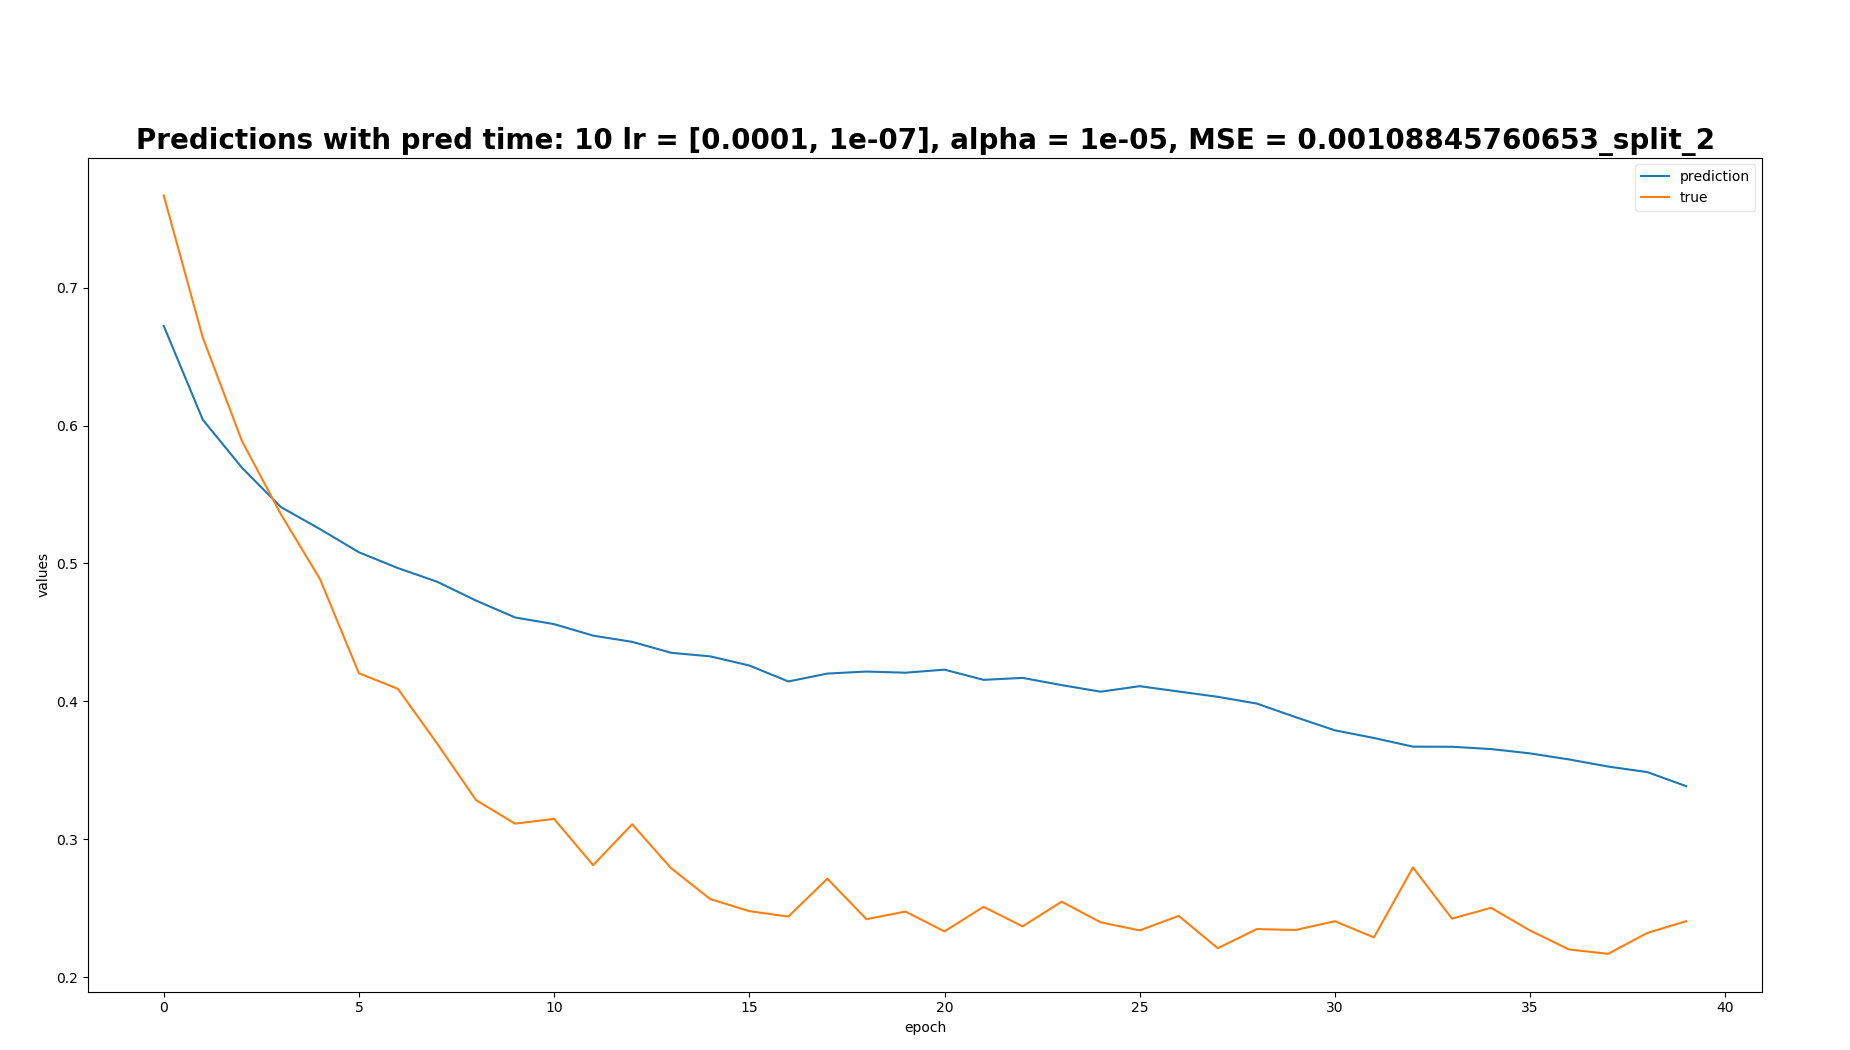 Predictions with pred time: 10 lr = [0.0001, 1e-07], alpha = 1e-05, MSE = 0.00108845760653_split_2
prediction
true
values
0.7
0.6
0.5
0.4
0.3
0.2
0 5 10 15 20 25 30 35 40
epoch